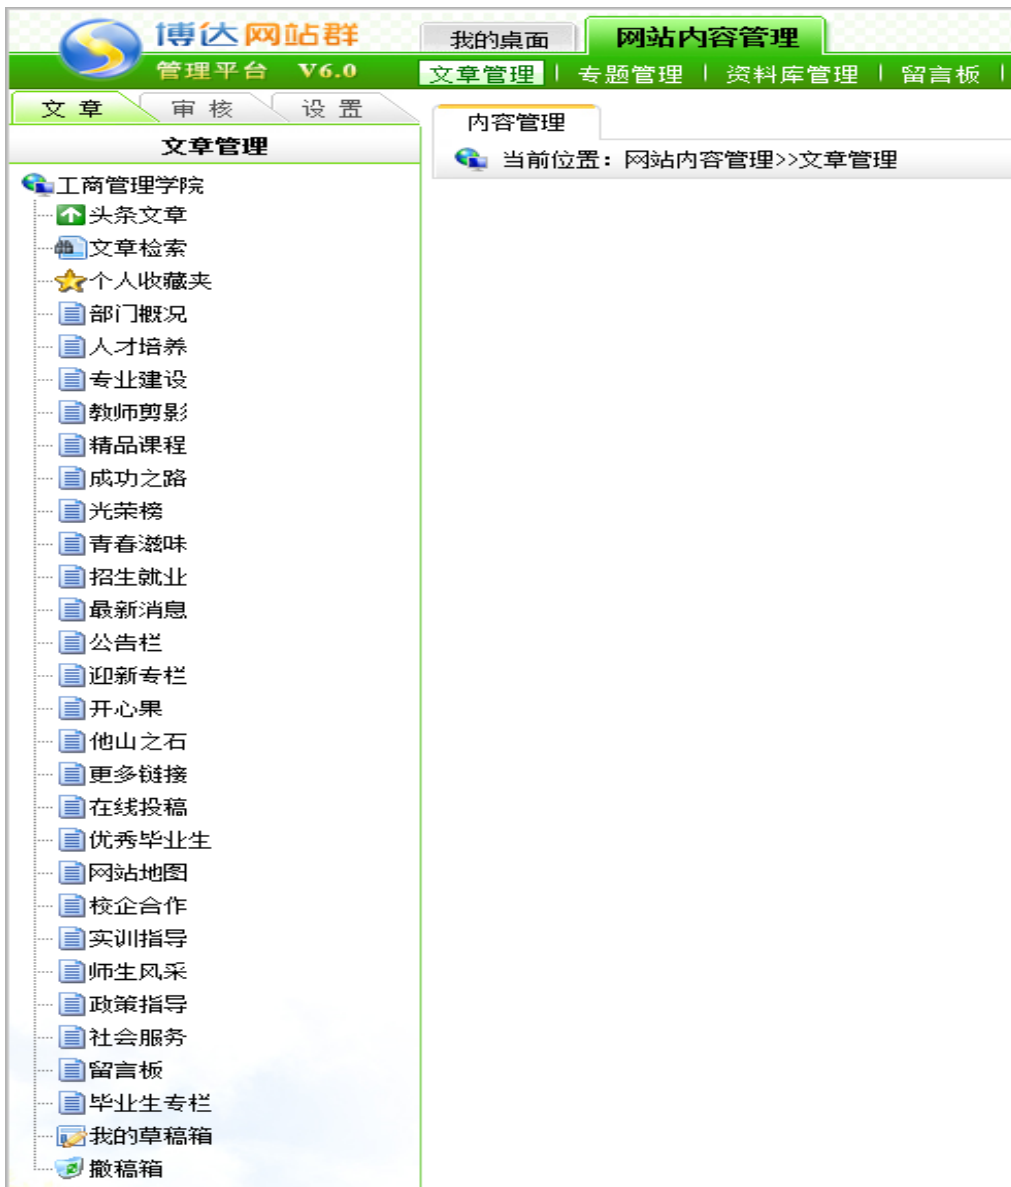 博达网站群
管理平台 V6.0
我的桌面 网站内容管理
文章管理 | 专题管理 | 资料库管理 | 留言板 |
文章 审核 设置
文章管理
内容管理
当前位置：网站内容管理>>文章管理
工商管理学院
头条文章
文章检索
个人收藏夹
部门概况
人才培养
专业建设
教师剪影
精品课程
成功之路
光荣榜
青春滋味
招生就业
最新消息
公告栏
迎新专栏
开心果
他山之石
更多链接
在线投稿
优秀毕业生
网站地图
校企合作
实训指导
师生风采
政策指导
社会服务
留言板
毕业生专栏
我的草稿箱
撤稿箱